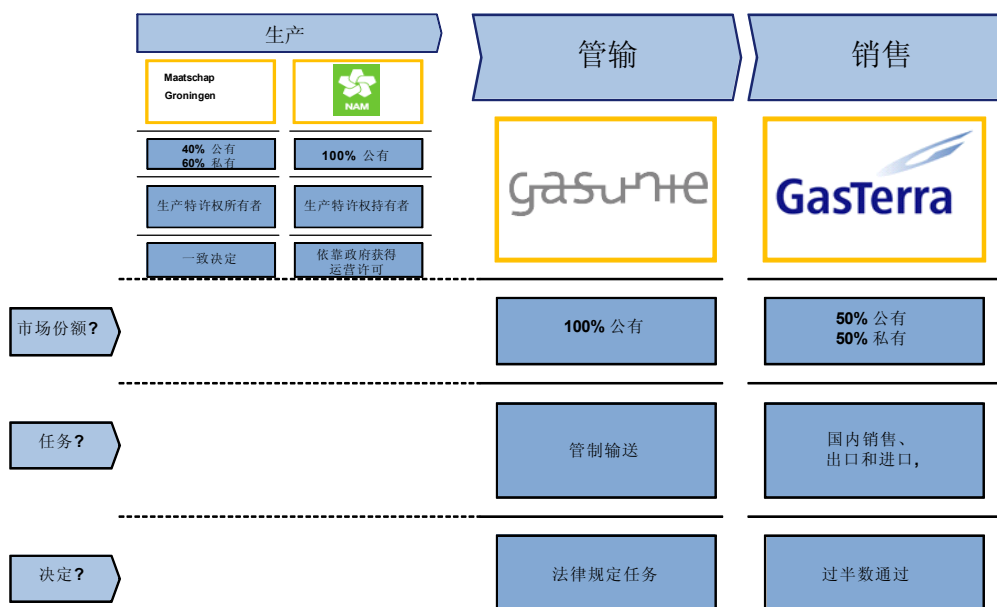 生产
管输
销售
Maatschap
Groningen
NAM
gasunie
GasTerra
40% 公有
60% 私有
100% 公有
生产特许权所有者
生产特许权持有者
一致决定
依靠政府获得
运营许可
市场份额?
100% 公有
50% 公有
50% 私有
任务?
管制输送
国内销售、
出口和进口,
决定?
法律规定任务
过半数通过